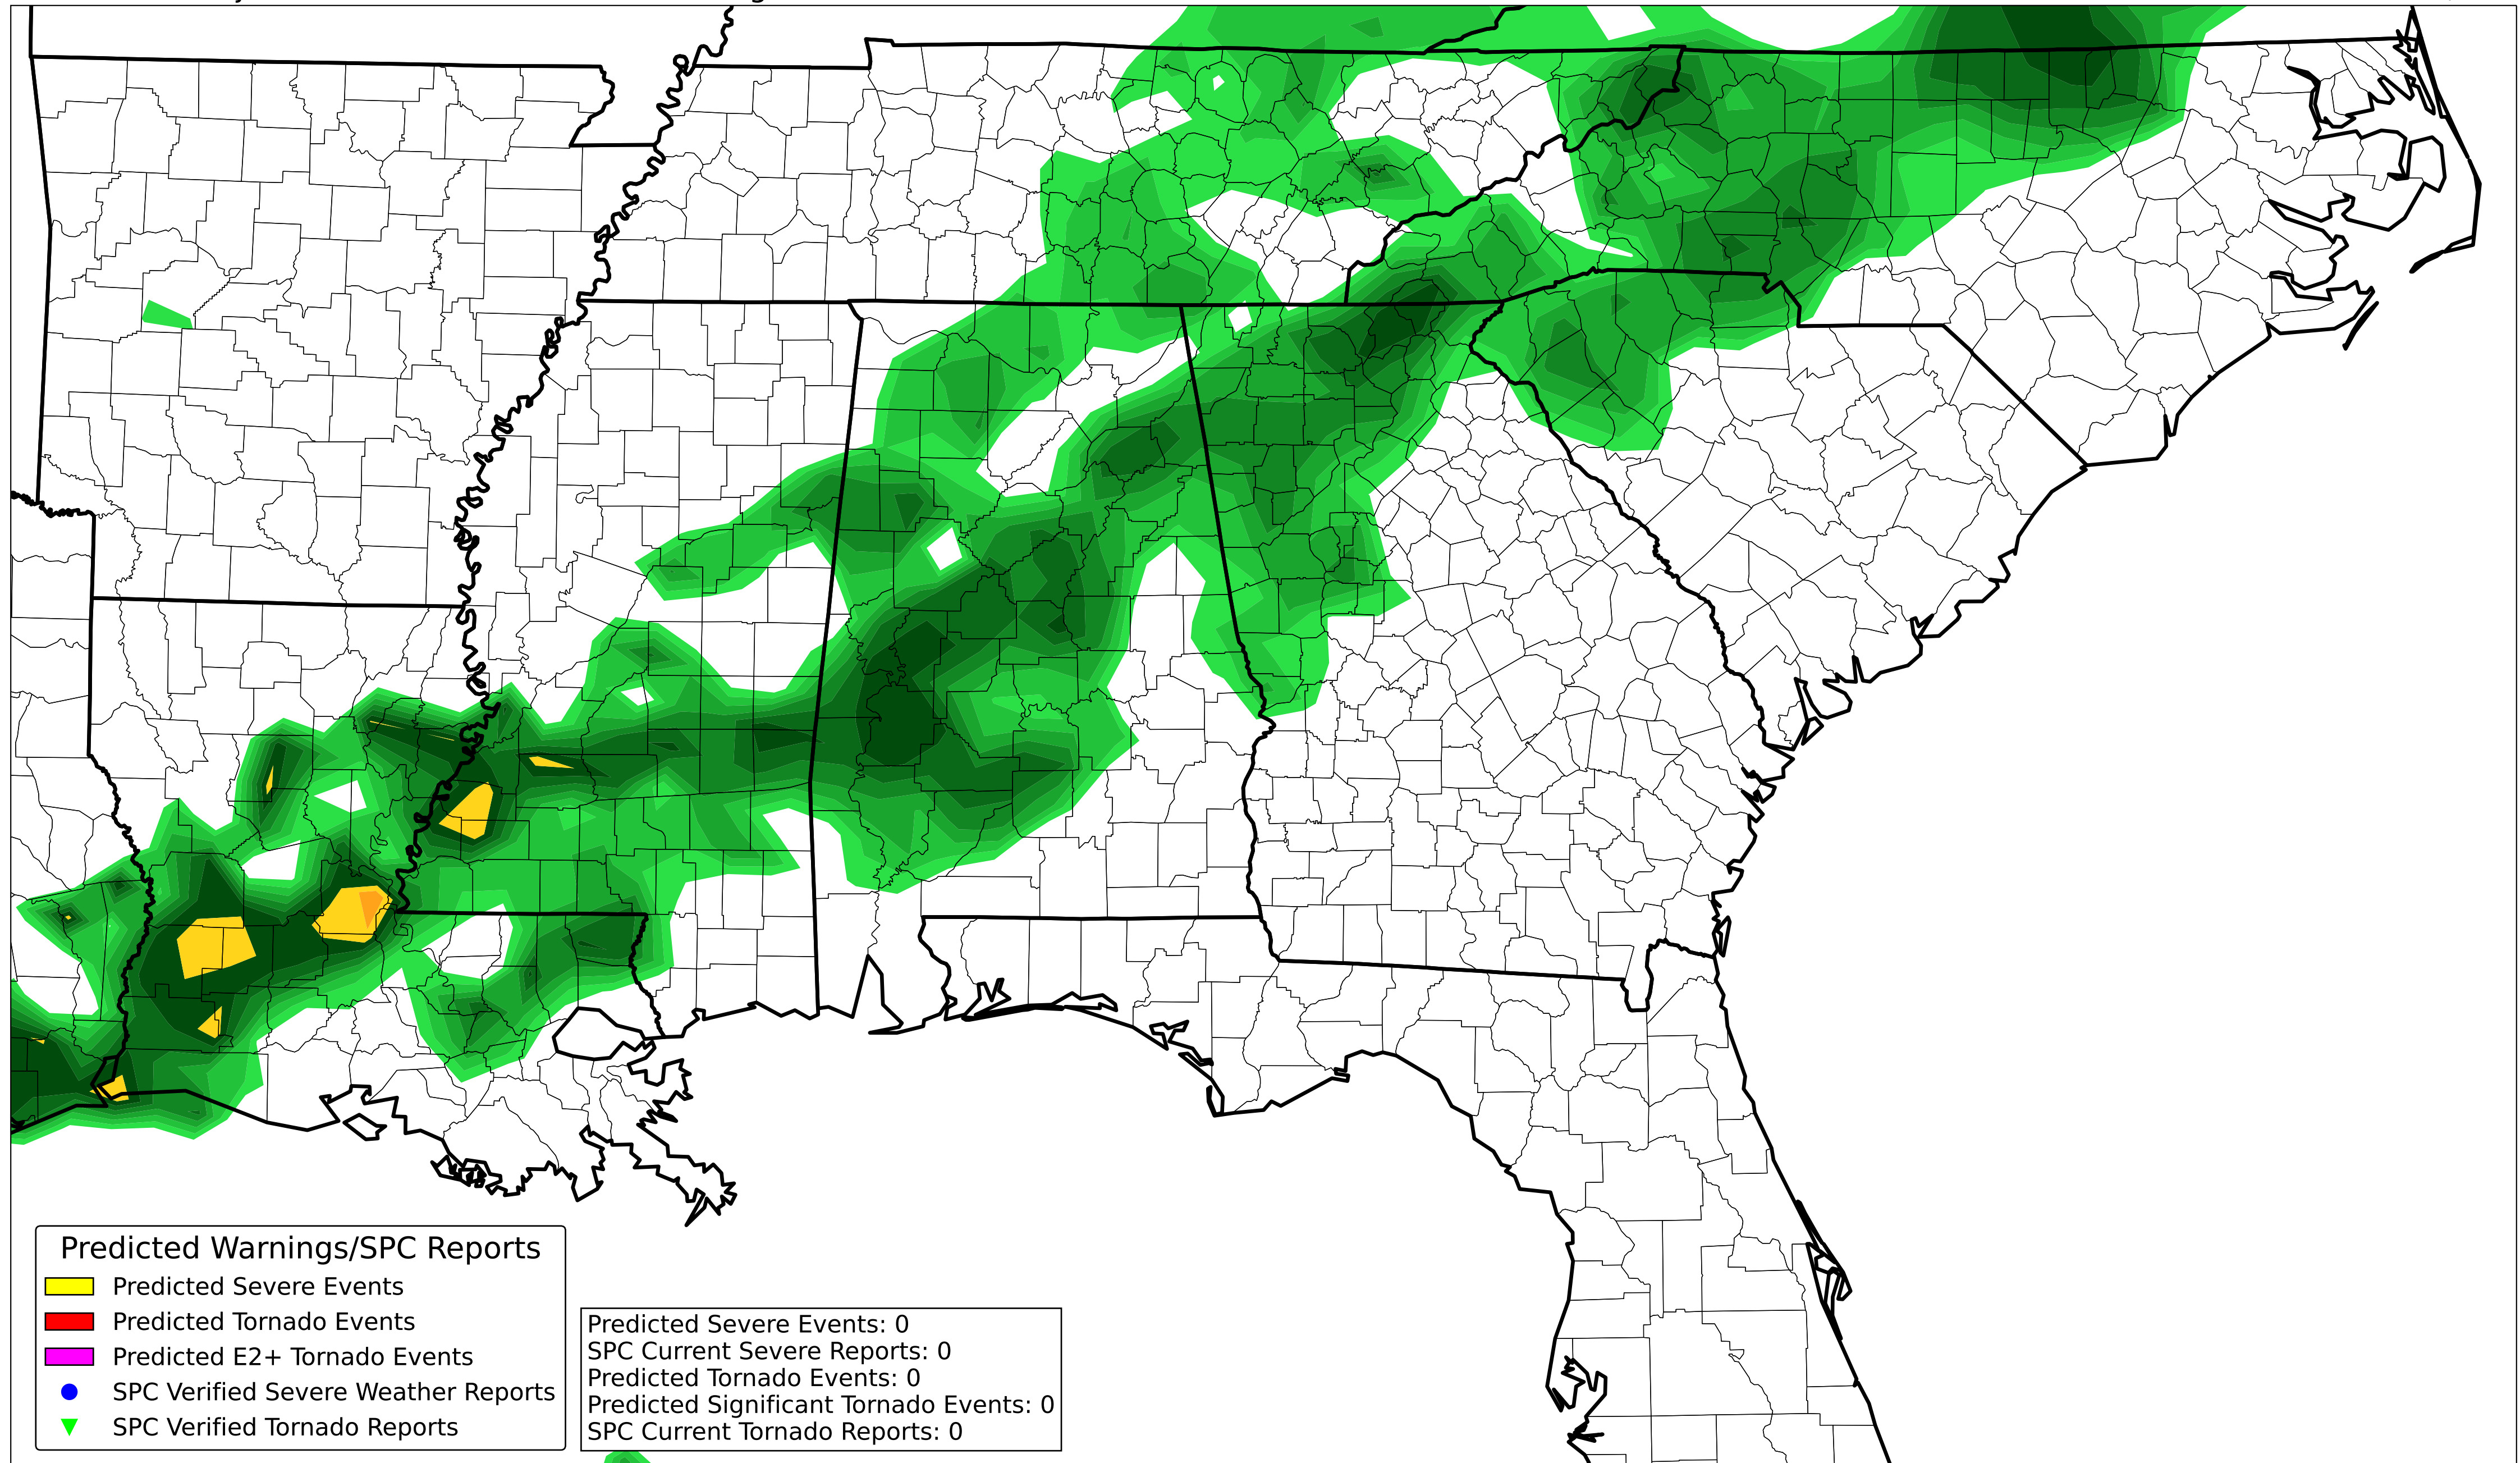 Predicted Warnings/SPC Reports
Predicted Severe Events
Predicted Tornado Events
Predicted E2+ Tornado Events
SPC Verified Severe Weather Reports
SPC Verified Tornado Reports
Predicted Severe Events: 0
SPC Current Severe Reports: 0
Predicted Tornado Events: 0
Predicted Significant Tornado Events: 0
SPC Current Tornado Reports: 0